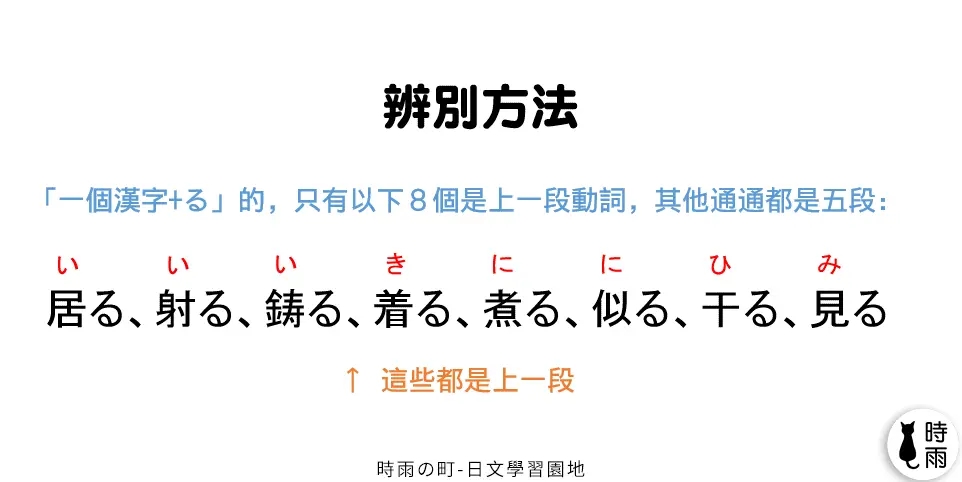 辨別方法
「一個漢字+る」的，只有以下８個是上一段動詞，其他通通都是五段：
い い い き に に ひ み
居る、射る、鋳る、着る、煮る、似る、干る、見る
↑ 這些都是上一段
時雨の町-日文學習園地
時雨